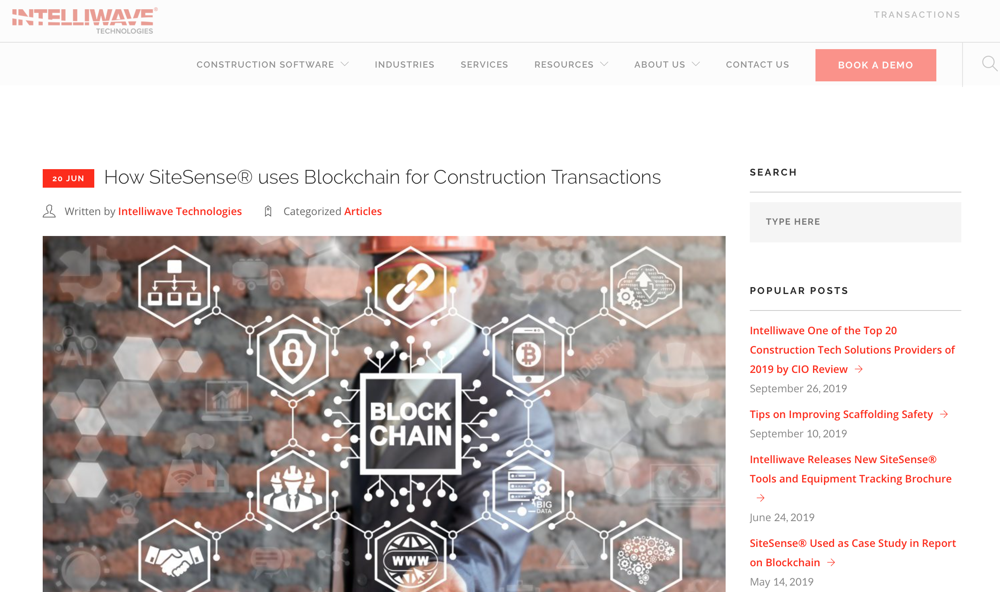 INTELLIWAVE®
TECHNOLOGIES
TRANSACTIONS
CONSTRUCTION SOFTWARE INDUSTRIES SERVICES RESOURCES ABOUT US CONTACT US BOOK A DEMO
20 JUN How SiteSense® uses Blockchain for Construction Transactions
Written by Intelliwave Technologies Categorized Articles
AI
INDUSTRY
BLOCK
CHAIN
BIG
DATA
WWW
SEARCH
TYPE HERE
POPULAR POSTS
Intelliwave One of the Top 20
Construction Tech Solutions Providers of
2019 by CIO Review →
September 26, 2019
Tips on Improving Scaffolding Safety →
September 10, 2019
Intelliwave Releases New SiteSense®
Tools and Equipment Tracking Brochure
→
June 24, 2019
SiteSense® Used as Case Study in Report
on Blockchain →
May 14, 2019